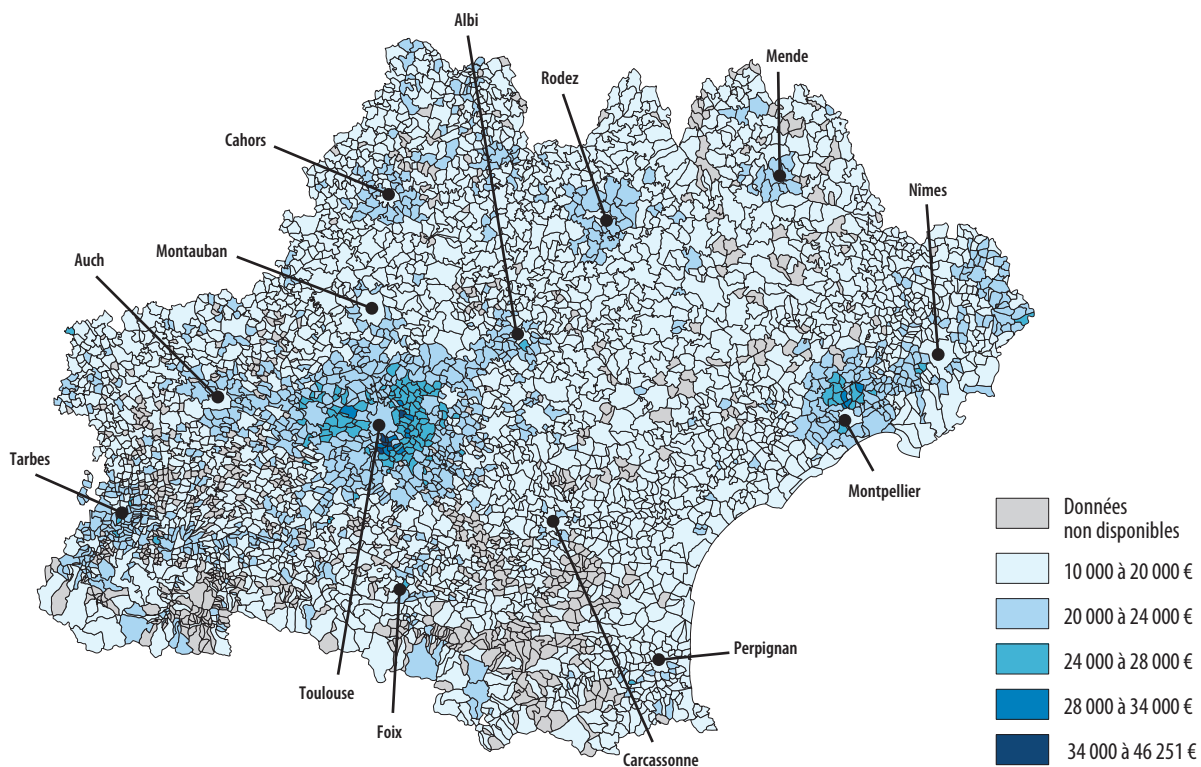 Albi
Mende
Rodez
Cahors
Nîmes
Montauban
Auch
Tarbes
Montpellier
Perpignan
Toulouse
Foix
Carcassonne
Données
non disponibles
10 000 à 20 000 €
20 000 à 24 000 €
24 000 à 28 000 €
28 000 à 34 000 €
34 000 à 46 251 €